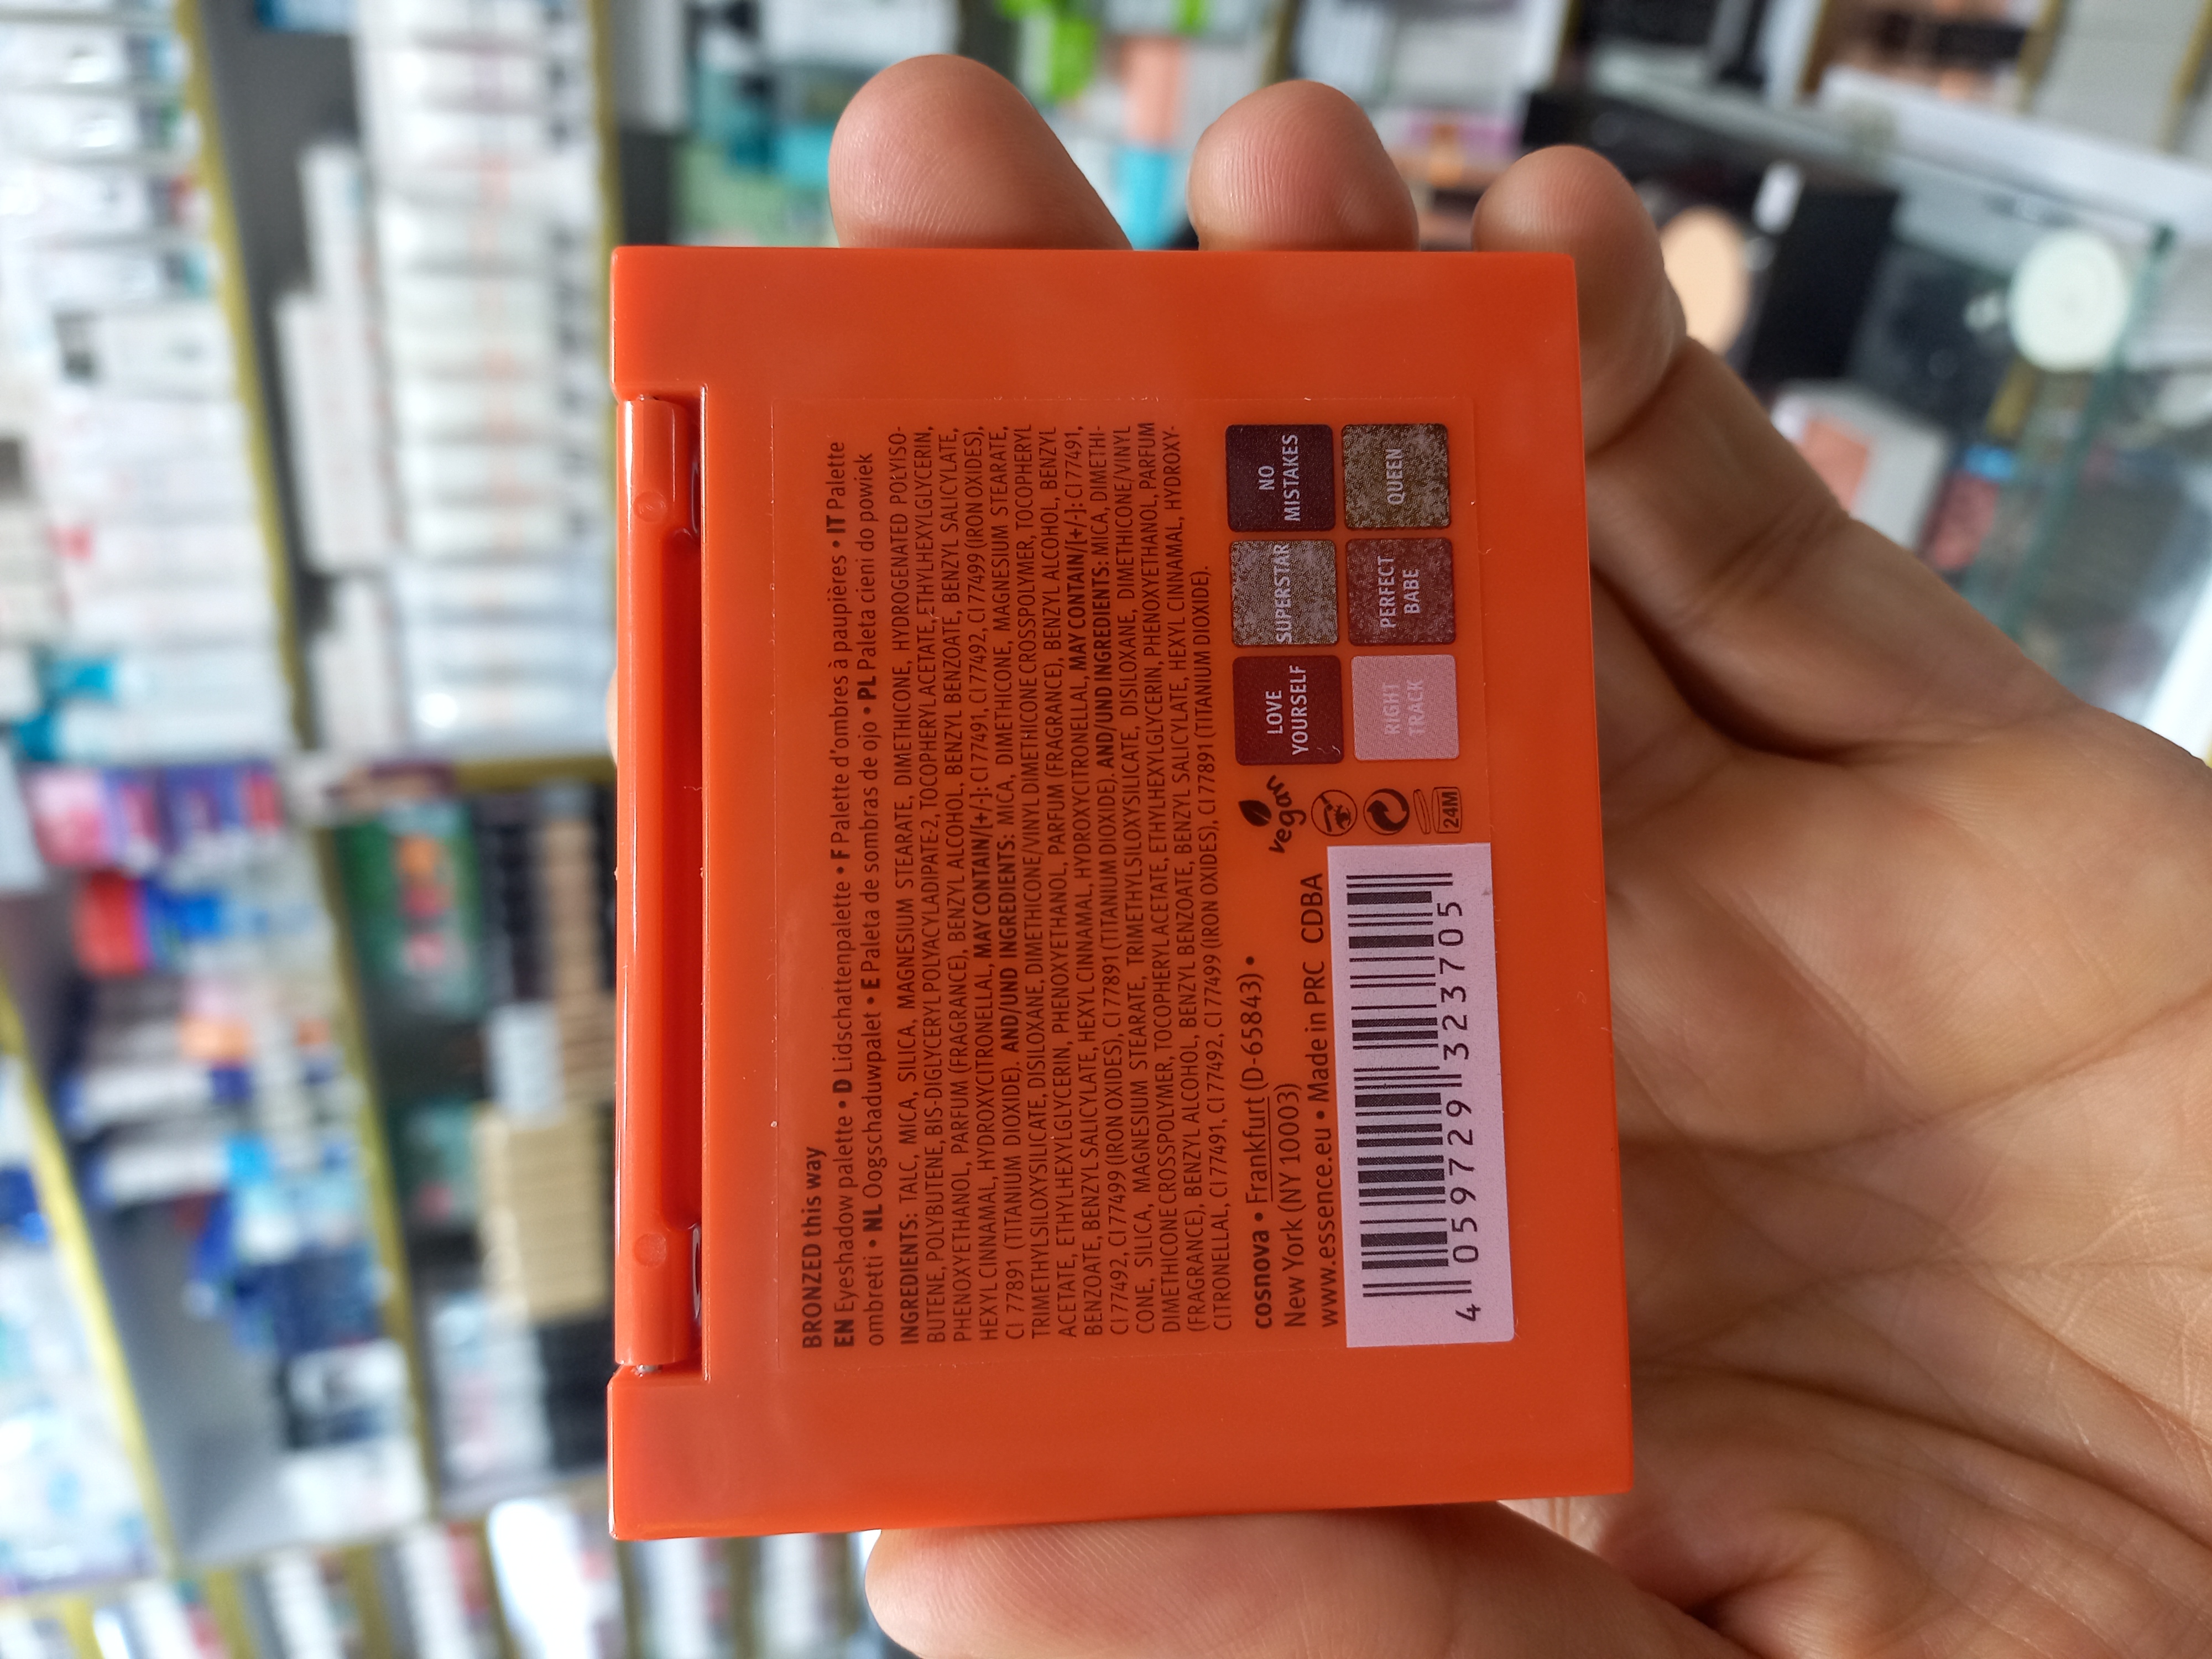 BRONZED this way
EN Eyeshadow palette • D Lidschattenpalette • F Palette d'ombres à paupières • IT Palette
ombretti • NL Oogschaduwpalet • E Paleta de sombras de ojo • PL Paleta cieni do powiek
INGREDIENTS: TALC, MICA, SILICA, MAGNESIUM STEARATE, DIMETHICONE, HYDROGENATED POLYISO-
BUTENE, POLYBUTENE, BIS-DIGLYCERYL POLYACYLADIPATE-2, TOCOPHERYL ACETATE, ETHYLHEXYLGLYCERIN,
PHENOXYETHANOL, PARFUM (FRAGRANCE), BENZYL ALCOHOL, BENZYL BENZOATE, BENZYL SALICYLATE,
HEXYL CINNAMAL, HYDROXYCITRONELLAL, MAY CONTAIN/[+/-]: CI 77491, CI 77492, CI 77499 (IRON OXIDES),
CI 77891 (TITANIUM DIOXIDE). AND/UND INGREDIENTS: MICA, DIMETHICONE, MAGNESIUM STEARATE,
TRIMETHYLSILOXYSILICATE, DISILOXANE, DIMETHICONE/VINYL DIMETHICONE CROSSPOLYMER, TOCOPHERYL
ACETATE, ETHYLHEXYLGLYCERIN, PHENOXYETHANOL, PARFUM (FRAGRANCE), BENZYL ALCOHOL, BENZYL
BENZOATE, BENZYL SALICYLATE, HEXYL CINNAMAL, HYDROXYCITRONELLAL, MAY CONTAIN/[+/-]: CI 77491,
CI 77492, CI 77499 (IRON OXIDES), CI 77891 (TITANIUM DIOXIDE). AND/UND INGREDIENTS: MICA, DIMETHI-
CONE, SILICA, MAGNESIUM STEARATE, TRIMETHYLSILOXYSILICATE, DISILOXANE, DIMETHICONE/VINYL
DIMETHICONE CROSSPOLYMER, TOCOPHERYL ACETATE, ETHYLHEXYLGLYCERIN, PHENOXYETHANOL, PARFUM
(FRAGRANCE), BENZYL ALCOHOL, BENZYL BENZOATE, BENZYL SALICYLATE, HEXYL CINNAMAL, HYDROXY-
CITRONELLAL, CI 77491, CI 77492, CI 77499 (IRON OXIDES), CI 77891 (TITANIUM DIOXIDE).
cosnova • Frankfurt (D-65843) •
New York (NY 10003)
www.essence.eu • Made in PRC CDBA
4 059729 323705
vegan
24M
LOVE
YOURSELF
SUPERSTAR
NO
MISTAKES
RIGHT
TRACK
PERFECT
BABE
QUEEN